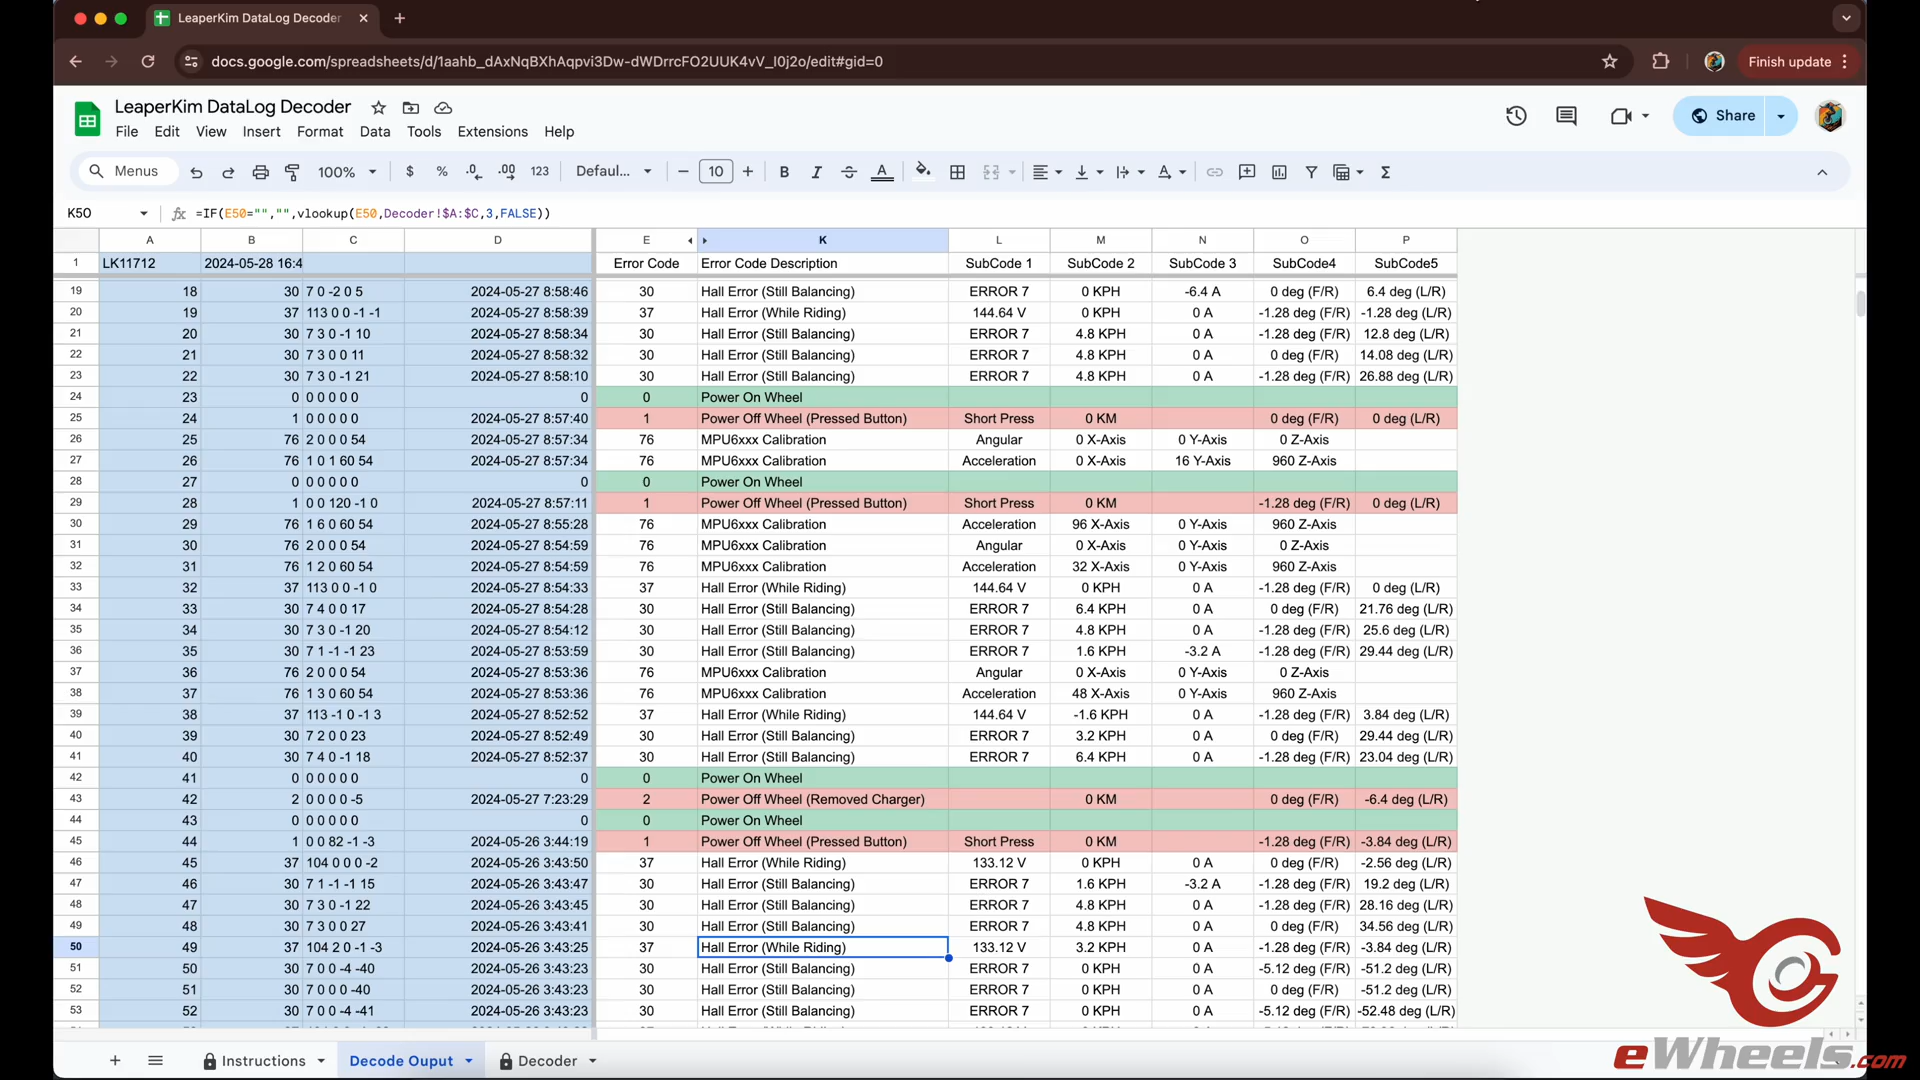 LeaperKim DataLog Decoder
docs.google.com/spreadsheets/d/1aahb_dAxNqBXhAqpvi3Dw-dWDrrcFO2UUK4vV_I0j2o/edit#gid=0
Finish update
LeaperKim DataLog Decoder
Share
File Edit View Insert Format Data Tools Extensions Help
Menus 100% $ % .0 .00 123 Defaul... 10 B I A
K50 fx =IF(E50="","",vlookup(E50,Decoder!$A:$C,3,FALSE))
A B C D E K L M N O P
1 LK11712 2024-05-28 16:4 Error Code Error Code Description SubCode 1 SubCode 2 SubCode 3 SubCode4 SubCode5
19 18 30 7 0 -2 0 5 2024-05-27 8:58:46 30 Hall Error (Still Balancing) ERROR 7 0 KPH -6.4 A 0 deg (F/R) 6.4 deg (L/R)
20 19 37 113 0 0 -1 -1 2024-05-27 8:58:39 37 Hall Error (While Riding) 144.64 V 0 KPH 0 A -1.28 deg (F/R) -1.28 deg (L/R)
21 20 30 7 3 0 -1 10 2024-05-27 8:58:34 30 Hall Error (Still Balancing) ERROR 7 4.8 KPH 0 A -1.28 deg (F/R) 12.8 deg (L/R)
22 21 30 7 3 0 0 11 2024-05-27 8:58:32 30 Hall Error (Still Balancing) ERROR 7 4.8 KPH 0 A 0 deg (F/R) 14.08 deg (L/R)
23 22 30 7 3 0 -1 21 2024-05-27 8:58:10 30 Hall Error (Still Balancing) ERROR 7 4.8 KPH 0 A -1.28 deg (F/R) 26.88 deg (L/R)
24 23 0 0 0 0 0 0 0 0 Power On Wheel
25 24 1 0 0 0 0 0 2024-05-27 8:57:40 1 Power Off Wheel (Pressed Button) Short Press 0 KM 0 deg (F/R) 0 deg (L/R)
26 25 76 2 0 0 0 54 2024-05-27 8:57:34 76 MPU6xxx Calibration Angular 0 X-Axis 0 Y-Axis 0 Z-Axis
27 26 76 1 0 1 60 54 2024-05-27 8:57:34 76 MPU6xxx Calibration Acceleration 0 X-Axis 16 Y-Axis 960 Z-Axis
28 27 0 0 0 0 0 0 0 0 Power On Wheel
29 28 1 0 0 120 -1 0 2024-05-27 8:57:11 1 Power Off Wheel (Pressed Button) Short Press 0 KM -1.28 deg (F/R) 0 deg (L/R)
30 29 76 1 6 0 60 54 2024-05-27 8:55:28 76 MPU6xxx Calibration Acceleration 96 X-Axis 0 Y-Axis 960 Z-Axis
31 30 76 2 0 0 0 54 2024-05-27 8:54:59 76 MPU6xxx Calibration Angular 0 X-Axis 0 Y-Axis 0 Z-Axis
32 31 76 1 2 0 60 54 2024-05-27 8:54:59 76 MPU6xxx Calibration Acceleration 32 X-Axis 0 Y-Axis 960 Z-Axis
33 32 37 113 0 0 -1 0 2024-05-27 8:54:33 37 Hall Error (While Riding) 144.64 V 0 KPH 0 A -1.28 deg (F/R) 0 deg (L/R)
34 33 30 7 4 0 0 17 2024-05-27 8:54:28 30 Hall Error (Still Balancing) ERROR 7 6.4 KPH 0 A 0 deg (F/R) 21.76 deg (L/R)
35 34 30 7 3 0 -1 20 2024-05-27 8:54:12 30 Hall Error (Still Balancing) ERROR 7 4.8 KPH 0 A -1.28 deg (F/R) 25.6 deg (L/R)
36 35 30 7 1 -1 -1 23 2024-05-27 8:53:59 30 Hall Error (Still Balancing) ERROR 7 1.6 KPH -3.2 A -1.28 deg (F/R) 29.44 deg (L/R)
37 36 76 2 0 0 0 54 2024-05-27 8:53:36 76 MPU6xxx Calibration Angular 0 X-Axis 0 Y-Axis 0 Z-Axis
38 37 76 1 3 0 60 54 2024-05-27 8:53:36 76 MPU6xxx Calibration Acceleration 48 X-Axis 0 Y-Axis 960 Z-Axis
39 38 37 113 -1 0 -1 3 2024-05-27 8:52:52 37 Hall Error (While Riding) 144.64 V -1.6 KPH 0 A -1.28 deg (F/R) 3.84 deg (L/R)
40 39 30 7 2 0 0 23 2024-05-27 8:52:49 30 Hall Error (Still Balancing) ERROR 7 3.2 KPH 0 A 0 deg (F/R) 29.44 deg (L/R)
41 40 30 7 4 0 -1 18 2024-05-27 8:52:37 30 Hall Error (Still Balancing) ERROR 7 6.4 KPH 0 A -1.28 deg (F/R) 23.04 deg (L/R)
42 41 0 0 0 0 0 0 0 0 Power On Wheel
43 42 2 0 0 0 0 -5 2024-05-27 7:23:29 2 Power Off Wheel (Removed Charger) 0 KM 0 deg (F/R) -6.4 deg (L/R)
44 43 0 0 0 0 0 0 0 0 Power On Wheel
45 44 1 0 0 82 -1 -3 2024-05-26 3:44:19 1 Power Off Wheel (Pressed Button) Short Press 0 KM -1.28 deg (F/R) -3.84 deg (L/R)
46 45 37 104 0 0 0 -2 2024-05-26 3:43:50 37 Hall Error (While Riding) 133.12 V 0 KPH 0 A 0 deg (F/R) -2.56 deg (L/R)
47 46 30 7 1 -1 -1 15 2024-05-26 3:43:47 30 Hall Error (Still Balancing) ERROR 7 1.6 KPH -3.2 A -1.28 deg (F/R) 19.2 deg (L/R)
48 47 30 7 3 0 -1 22 2024-05-26 3:43:45 30 Hall Error (Still Balancing) ERROR 7 4.8 KPH 0 A -1.28 deg (F/R) 28.16 deg (L/R)
49 48 30 7 3 0 0 27 2024-05-26 3:43:41 30 Hall Error (Still Balancing) ERROR 7 4.8 KPH 0 A 0 deg (F/R) 34.56 deg (L/R)
50 49 37 104 2 0 -1 -3 2024-05-26 3:43:25 37 Hall Error (While Riding) 133.12 V 3.2 KPH 0 A -1.28 deg (F/R) -3.84 deg (L/R)
51 50 30 7 0 0 -4 -40 2024-05-26 3:43:23 30 Hall Error (Still Balancing) ERROR 7 0 KPH 0 A -5.12 deg (F/R) -51.2 deg (L/R)
52 51 30 7 0 0 0 -40 2024-05-26 3:43:23 30 Hall Error (Still Balancing) ERROR 7 0 KPH 0 A 0 deg (F/R) -51.2 deg (L/R)
53 52 30 7 0 0 -4 -41 2024-05-26 3:43:23 30 Hall Error (Still Balancing) ERROR 7 0 KPH 0 A -5.12 deg (F/R) -52.48 deg (L/R)
Instructions Decode Ouput Decoder
eWheels.com